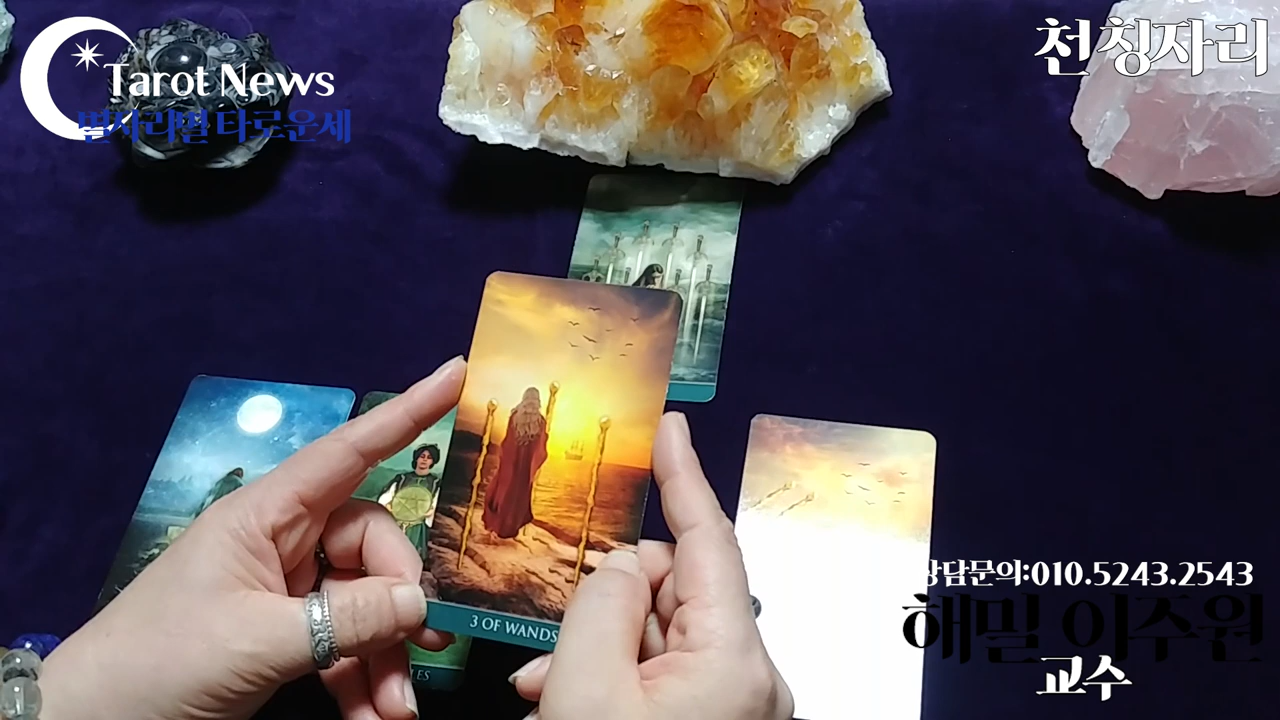 Tarot News
별자리별 타로운세
천칭자리
3 OF WANDS
상담문의:010.5243.2543
해밀 이주원
교수